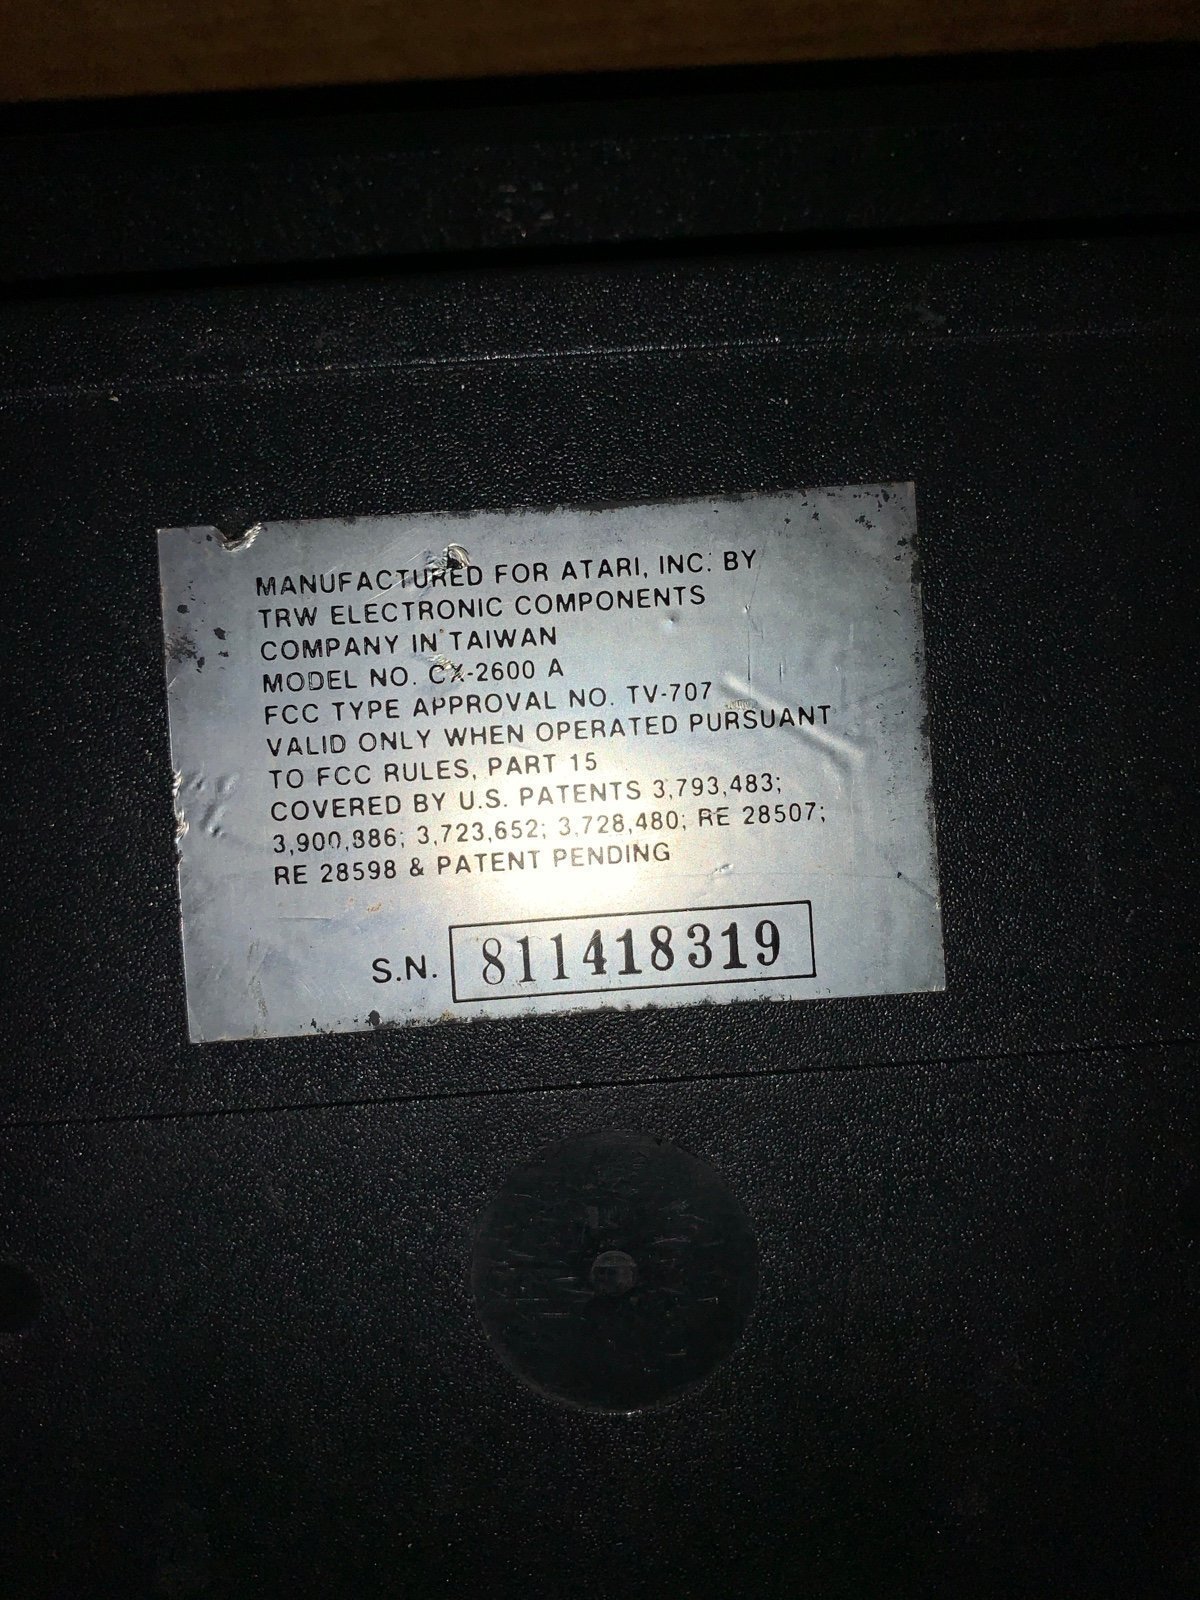 MANUFACTURED FOR ATARI, INC. BY
TRW ELECTRONIC COMPONENTS
COMPANY IN TAIWAN
MODEL NO. CX-2600 A
FCC TYPE APPROVAL NO. TV-707
VALID ONLY WHEN OPERATED PURSUANT
TO FCC RULES, PART 15
COVERED BY U.S. PATENTS 3,793,483;
3,900,886; 3,723,652; 3,728,480; RE 28507;
RE 28598 & PATENT PENDING
S.N. 811418319